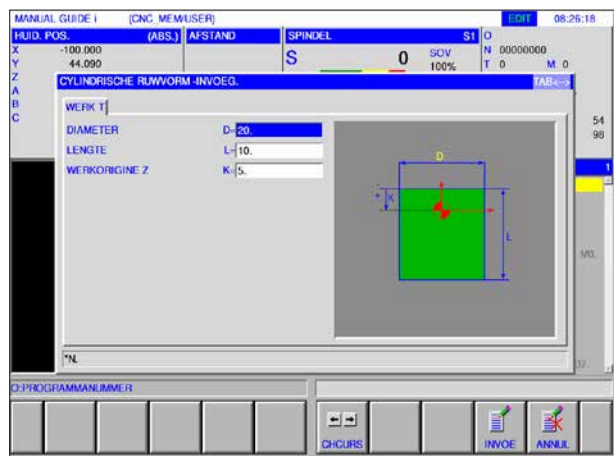 MANUAL GUIDE i (CNC_MEM/USER) EDIT 08:26:18
HUID. POS. (ABS.) AFSTAND SPINDEL S1 O
X -100.000 S 0 SOV 100% N 00000000
Y 44.090 T 0 M 0
Z
A
B
C
CYLINDRISCHE RUWVORM -INVOEG. TAB<-->
WERK T
DIAMETER D= 20.
LENGTE L= 10.
WERKORIGINE Z K= 5.
D
+ K -
L
54
98
1
M0.
37.
*N.
O:PROGRAMMANUMMER
CHCURS INVOE ANNUL